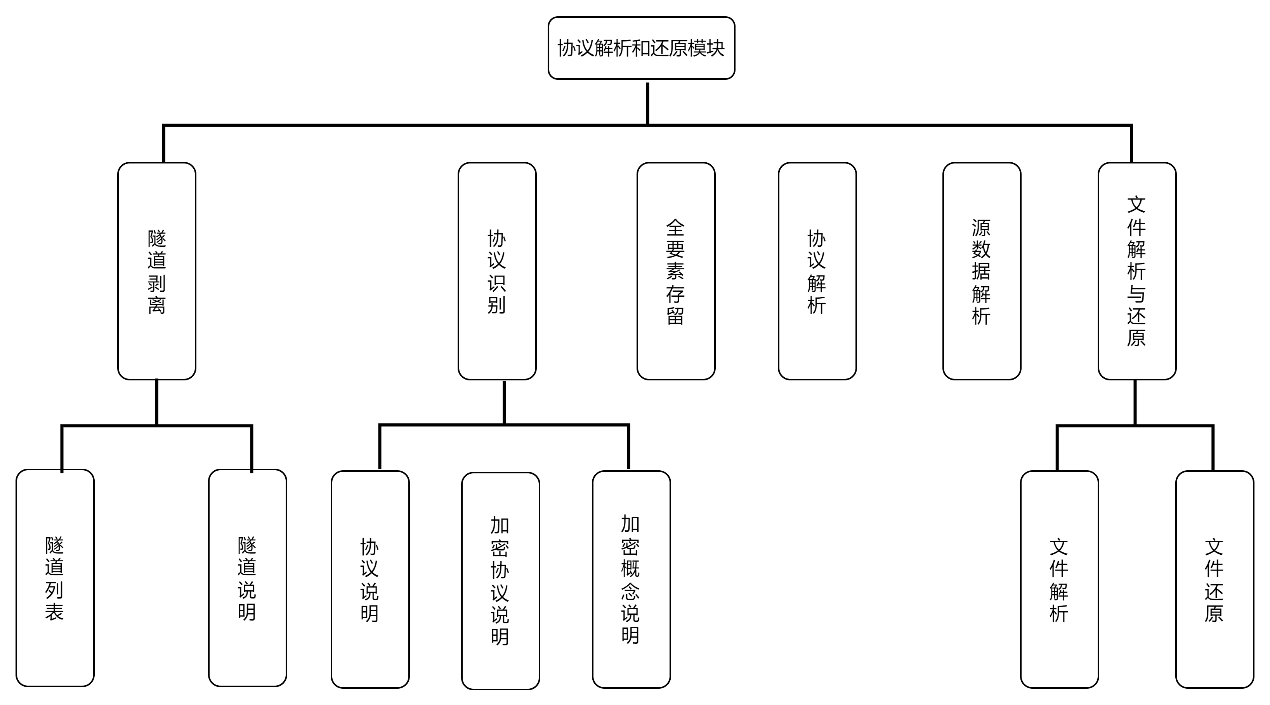 协议解析和还原模块
隧道剥离
协议识别
全要素存留
协议解析
源数据解析
文件解析与还原
隧道列表
隧道说明
协议说明
加密协议说明
加密概念说明
文件解析
文件还原